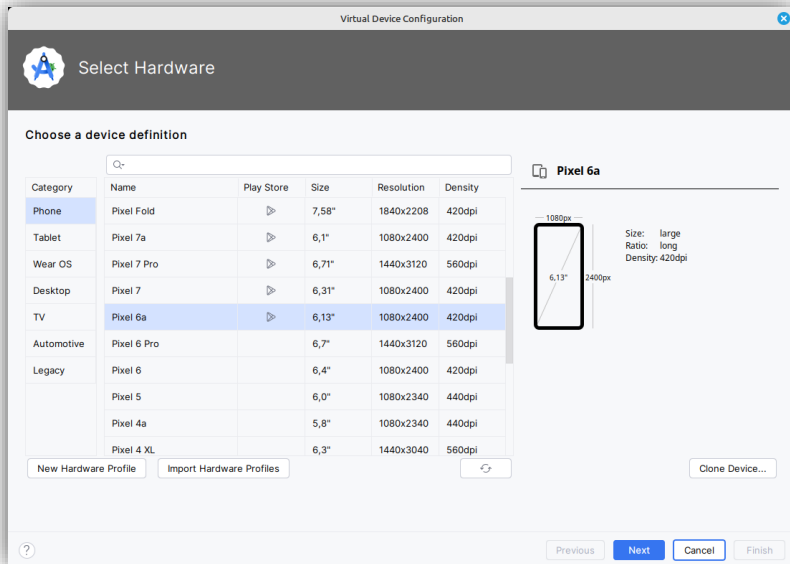 Virtual Device Configuration
Select Hardware
Choose a device definition
Category Name Play Store Size Resolution Density
Phone Pixel Fold 7,58" 1840x2208 420dpi
Tablet Pixel 7a 6,1" 1080x2400 420dpi
Wear OS Pixel 7 Pro 6,71" 1440x3120 560dpi
Desktop Pixel 7 6,31" 1080x2400 420dpi
TV Pixel 6a 6,13" 1080x2400 420dpi
Automotive Pixel 6 Pro 6,7" 1440x3120 560dpi
Legacy Pixel 6 6,4" 1080x2400 420dpi
Pixel 5 6,0" 1080x2340 440dpi
Pixel 4a 5,8" 1080x2340 440dpi
Pixel 4 XL 6,3" 1440x3040 560dpi
Pixel 6a
1080px
6,13"
2400px
Size: large
Ratio: long
Density: 420dpi
New Hardware Profile Import Hardware Profiles Clone Device...
? Previous Next Cancel Finish